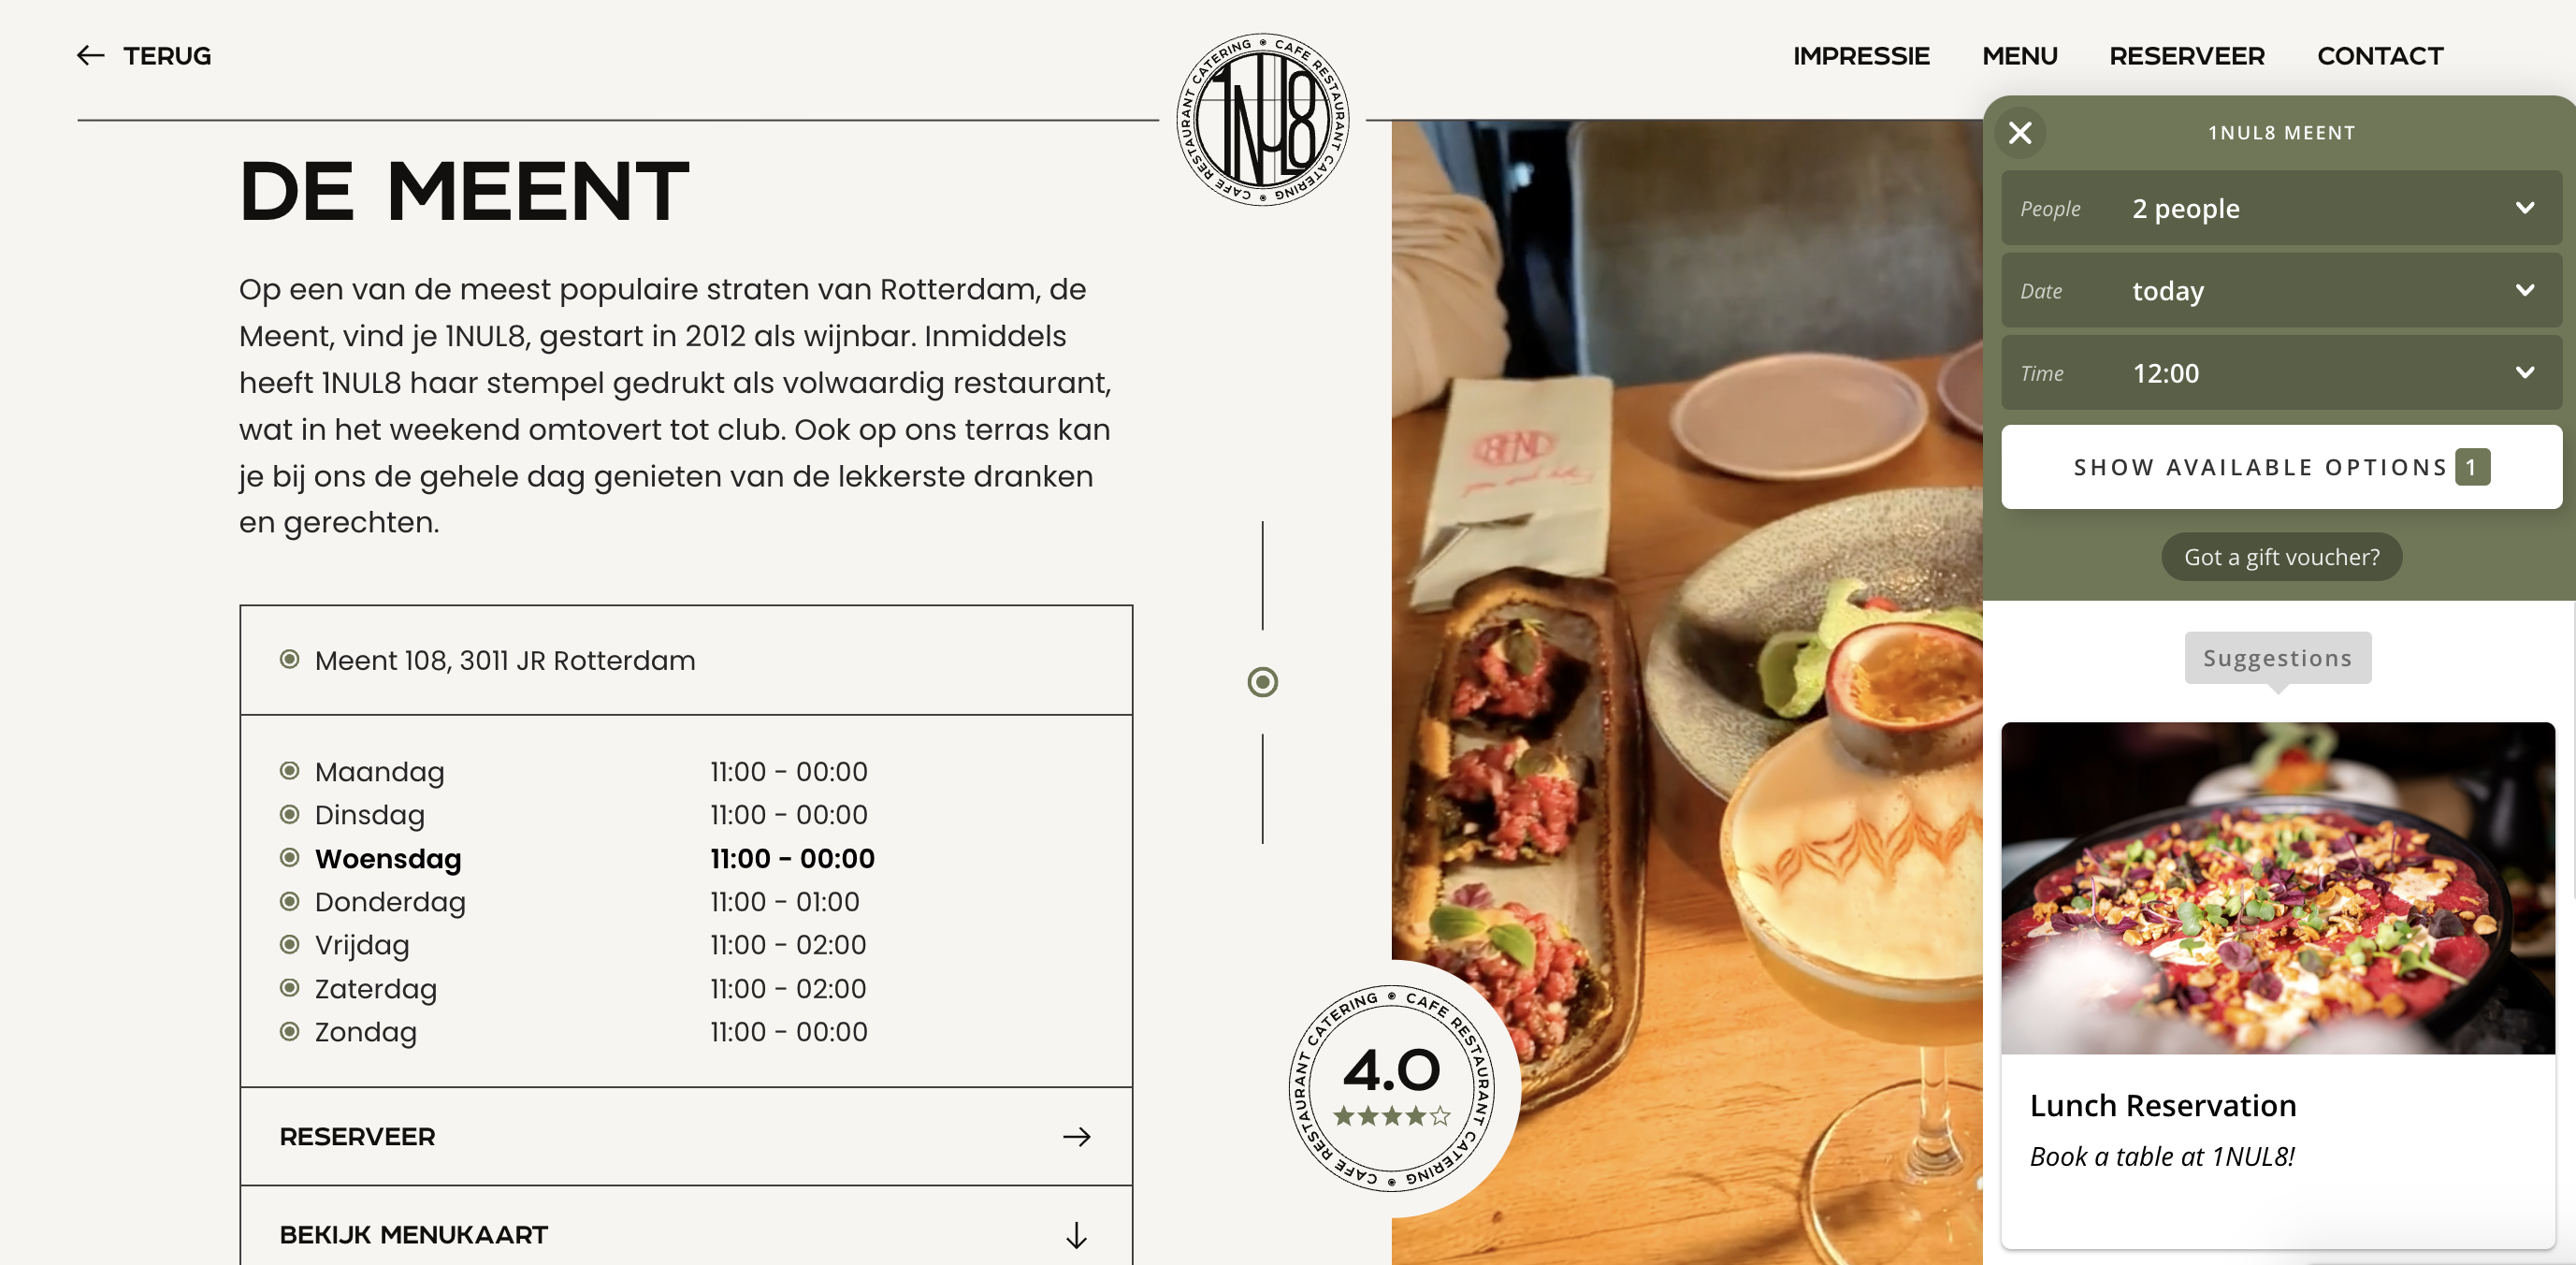 TERUG
IMPRESSIE MENU RESERVEER CONTACT
CAFE RESTAURANT CATERING • CAFE RESTAURANT CATERING •
1NUL8
DE MEENT
Op een van de meest populaire straten van Rotterdam, de
Meent, vind je 1NUL8, gestart in 2012 als wijnbar. Inmiddels
heeft 1NUL8 haar stempel gedrukt als volwaardig restaurant,
wat in het weekend omtovert tot club. Ook op ons terras kan
je bij ons de gehele dag genieten van de lekkerste dranken
en gerechten.
Meent 108, 3011 JR Rotterdam
Maandag 11:00 - 00:00
Dinsdag 11:00 - 00:00
Woensdag 11:00 - 00:00
Donderdag 11:00 - 01:00
Vrijdag 11:00 - 02:00
Zaterdag 11:00 - 02:00
Zondag 11:00 - 00:00
RESERVEER
BEKIJK MENUKAART
CAFE RESTAURANT CATERING • CAFE RESTAURANT CATERING •
4.0
1NUL8 MEENT
People 2 people
Date today
Time 12:00
SHOW AVAILABLE OPTIONS 1
Got a gift voucher?
Suggestions
Lunch Reservation
Book a table at 1NUL8!